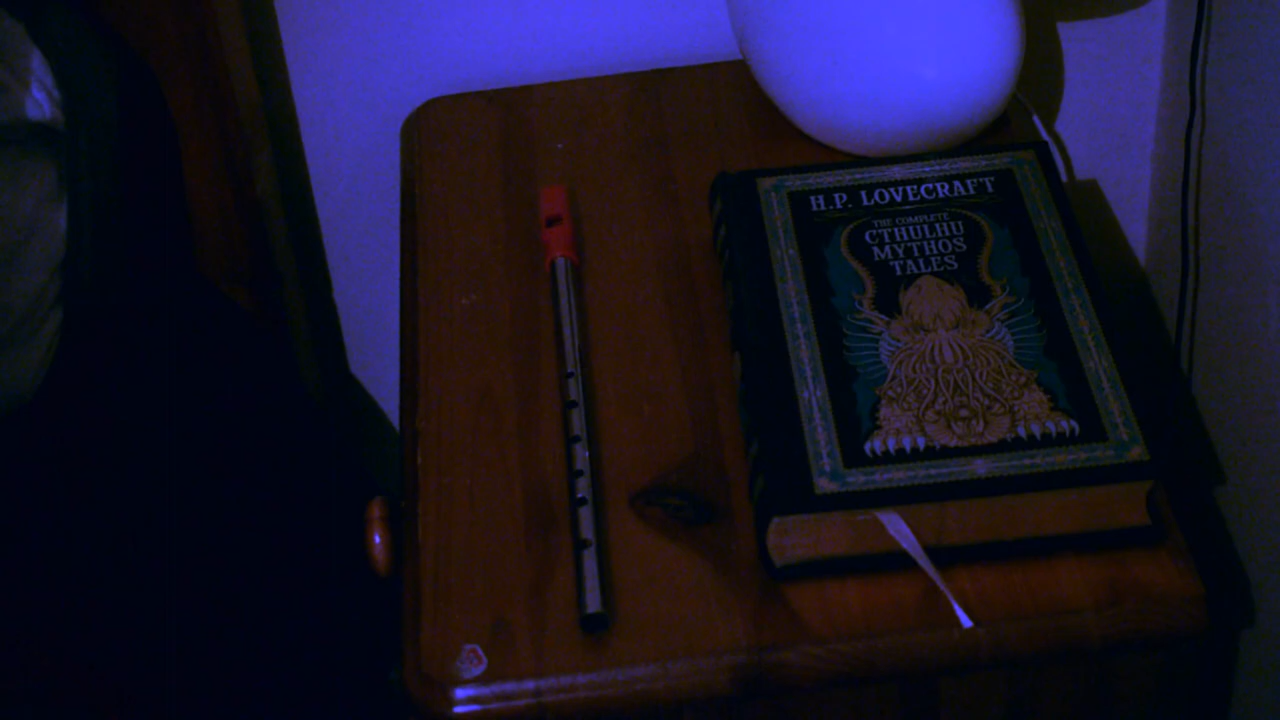 H.P. LOVECRAFT
THE COMPLETE
CTHULHU
MYTHOS
TALES